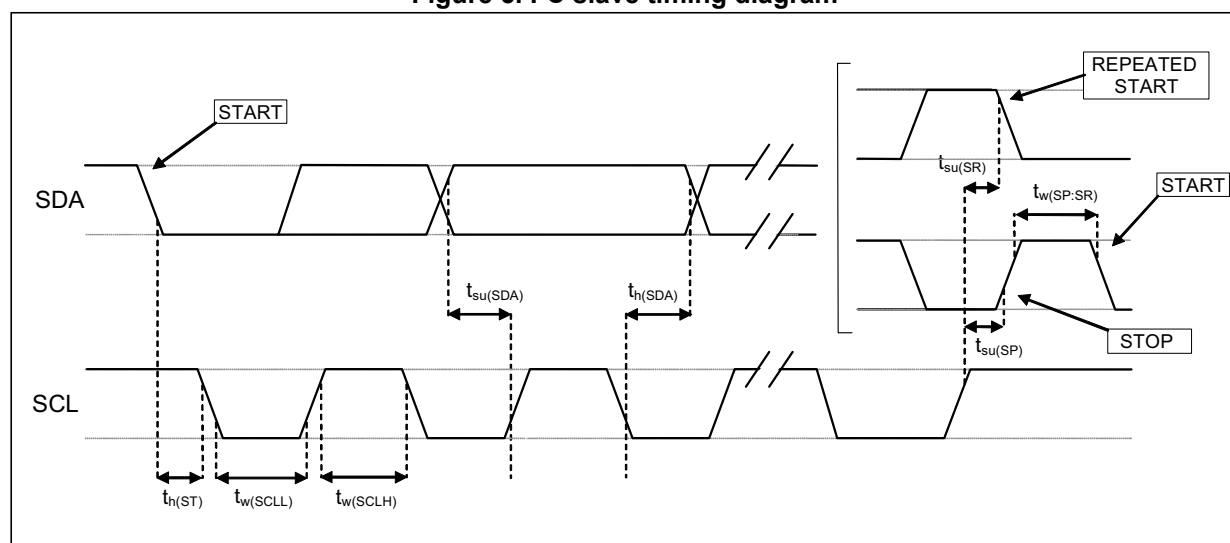 REPEATED
START
START
t_su(SR)
START
SDA
t_w(SP:SR)
t_su(SDA)
t_h(SDA)
STOP
t_su(SP)
SCL
t_h(ST)
t_w(SCLL)
t_w(SCLH)